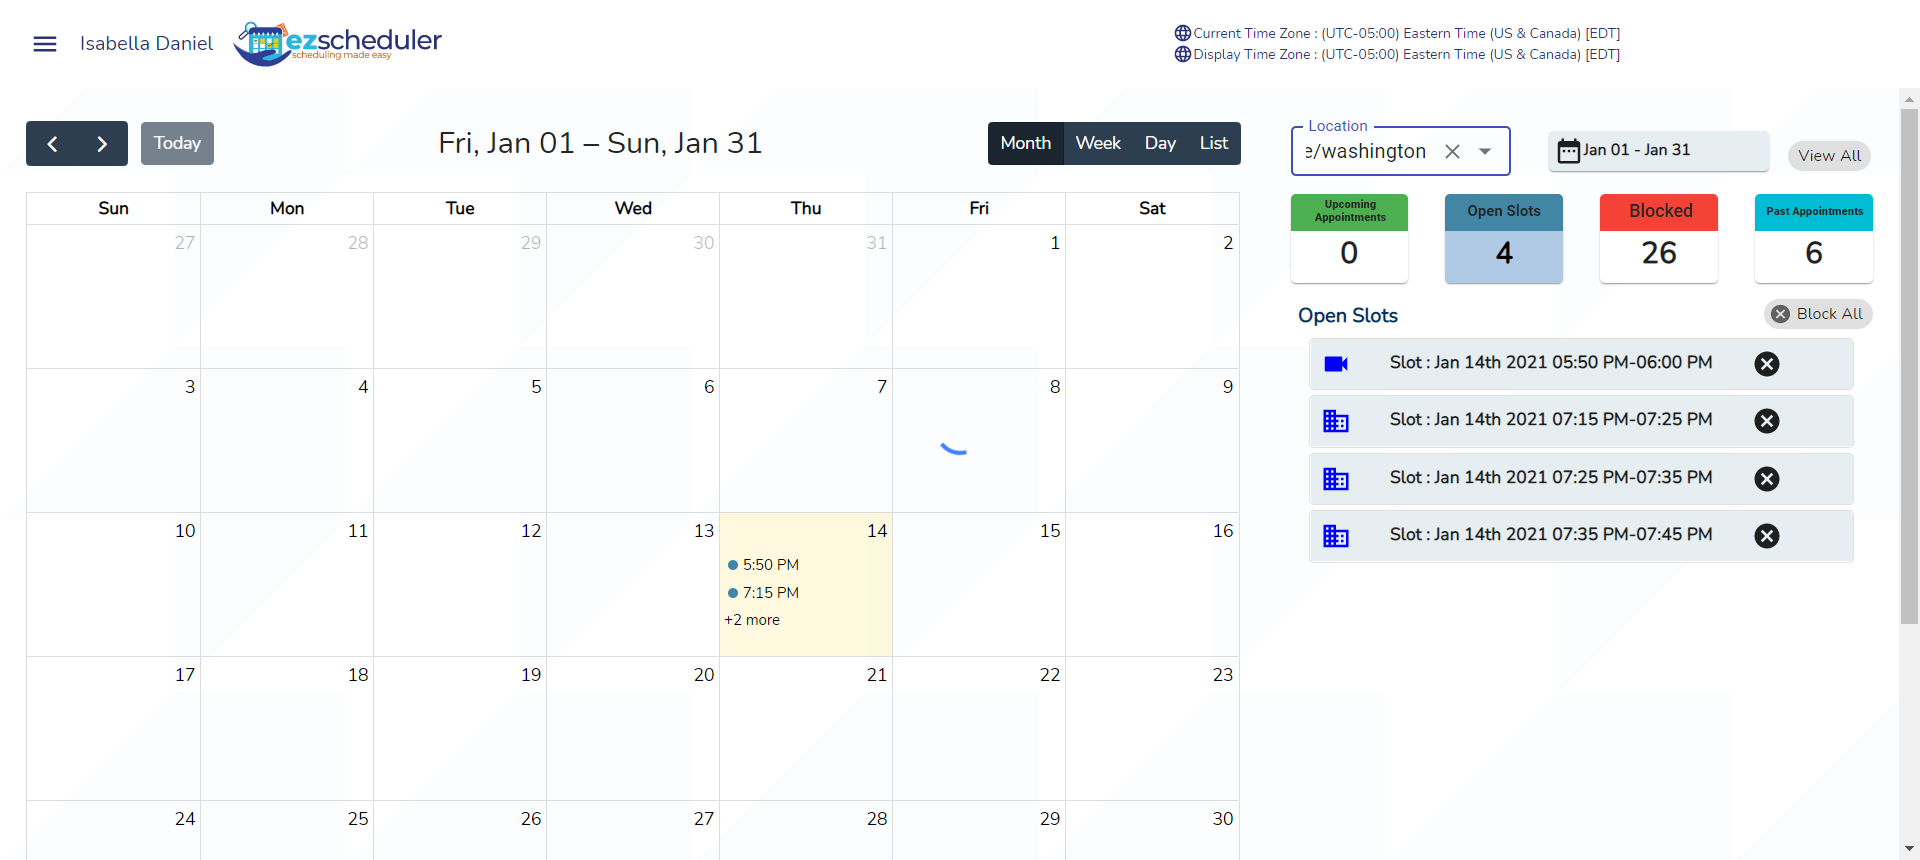 Isabella Daniel
ezscheduler
scheduling made easy
Current Time Zone : (UTC-05:00) Eastern Time (US & Canada) [EDT]
Display Time Zone : (UTC-05:00) Eastern Time (US & Canada) [EDT]
Today
Fri, Jan 01 – Sun, Jan 31
Month Week Day List
Sun Mon Tue Wed Thu Fri Sat
27 28 29 30 31 1 2
3 4 5 6 7 8 9
10 11 12 13 14 15 16
5:50 PM
7:15 PM
+2 more
17 18 19 20 21 22 23
24 25 26 27 28 29 30
Location
e/washington
Jan 01 - Jan 31
View All
Upcoming
Appointments
0
Open Slots
4
Blocked
26
Past Appointments
6
Open Slots
Block All
Slot : Jan 14th 2021 05:50 PM-06:00 PM
Slot : Jan 14th 2021 07:15 PM-07:25 PM
Slot : Jan 14th 2021 07:25 PM-07:35 PM
Slot : Jan 14th 2021 07:35 PM-07:45 PM